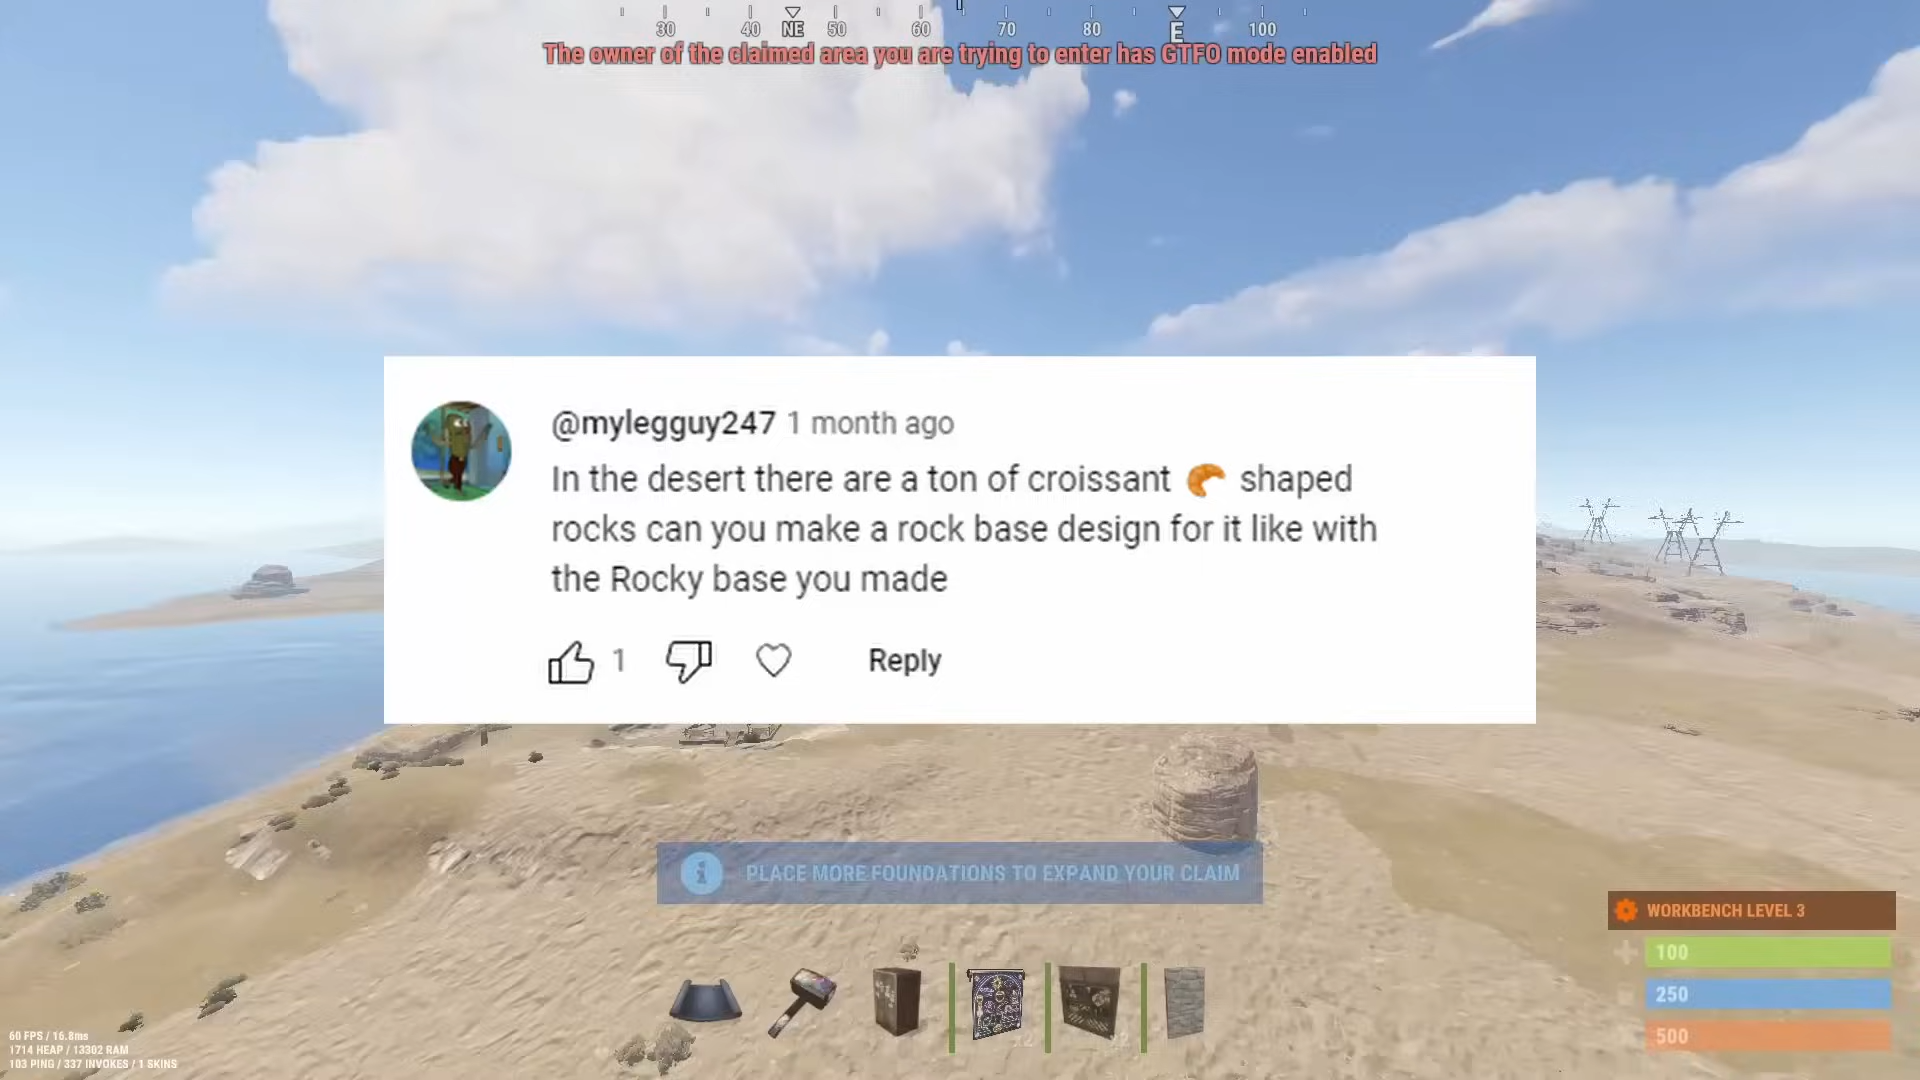 30 40 NE 50 60 70 80 E 100
The owner of the claimed area you are trying to enter has GTFO mode enabled
@mylegguy247 1 month ago
In the desert there are a ton of croissant 🥐 shaped
rocks can you make a rock base design for it like with
the Rocky base you made
1 Reply
PLACE MORE FOUNDATIONS TO EXPAND YOUR CLAIM
WORKBENCH LEVEL 3
100
250
500
60 FPS / 16.8ms
1714 HEAP / 13302 RAM
103 PING / 337 INVOKES / 1 SKINS